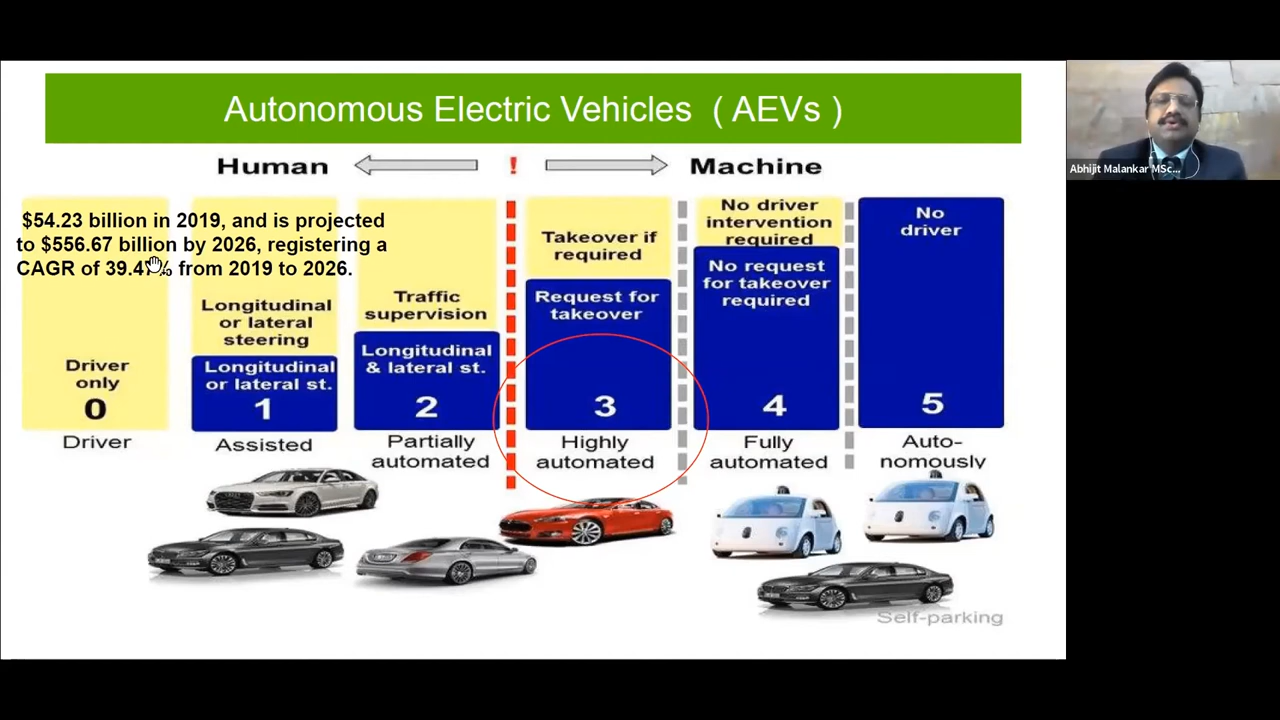 Autonomous Electric Vehicles ( AEVs )
Human ! Machine
$54.23 billion in 2019, and is projected
to $556.67 billion by 2026, registering a
CAGR of from 2019 to 2026.
Driver
only
0
Driver
Longitudinal
or lateral
steering
Longitudinal
or lateral st.
1
Assisted
Traffic
supervision
Longitudinal
& lateral st.
2
Partially
automated
Takeover if
required
Request for
takeover
3
Highly
automated
No driver
intervention
required
No request
for takeover
required
4
Fully
automated
No
driver
5
Auto-
nomously
Self-parking
Abhijit Malankar MSc...